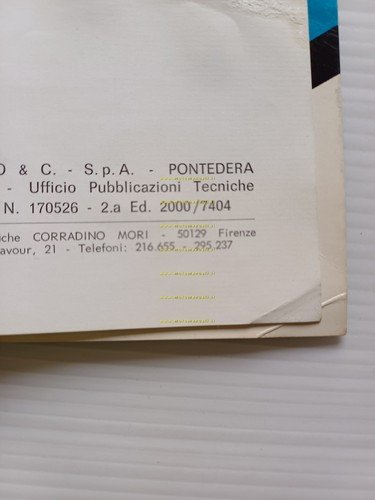 O & C. - S.p.A. - PONTEDERA
- Ufficio Pubblicazioni Tecniche
N. 170526 - 2.a Ed. 2000/7404
iche CORRADINO MORI - 50129 Firenze
avour, 21 - Telefoni: 216.655 - 295.237